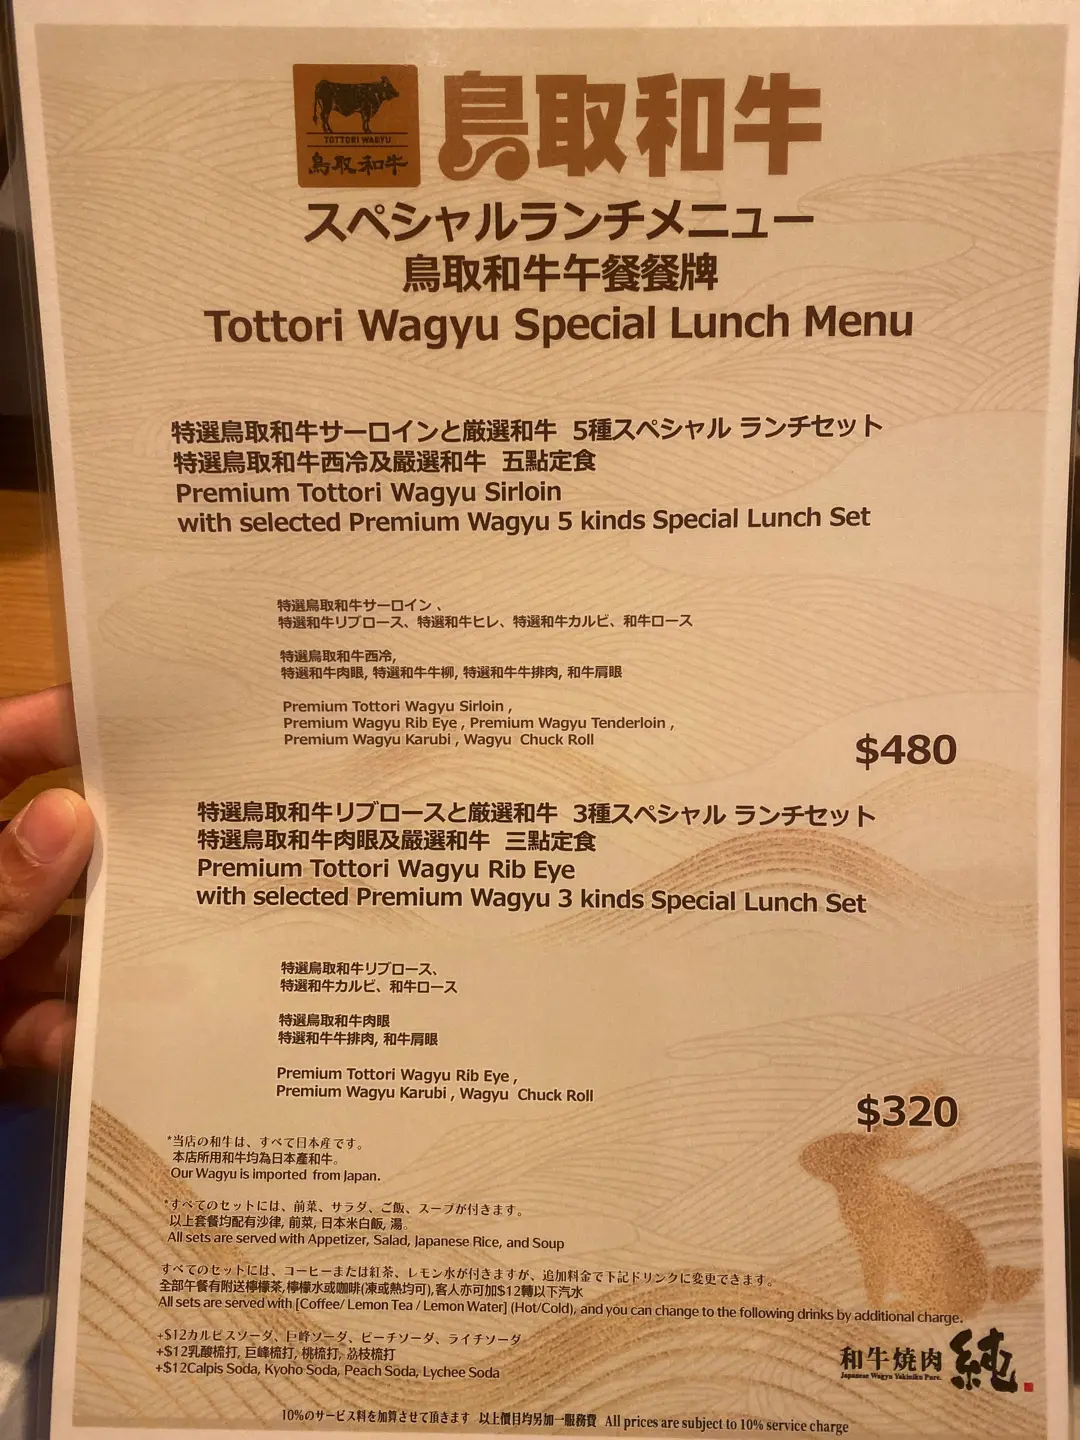 TOTTORI WAGYU
鳥取和牛
鳥取和牛
スペシャルランチメニュー
鳥取和牛午餐餐牌
Tottori Wagyu Special Lunch Menu
特選鳥取和牛サーロインと厳選和牛 5種スペシャル ランチセット
特選鳥取和牛西冷及嚴選和牛 五點定食
Premium Tottori Wagyu Sirloin
with selected Premium Wagyu 5 kinds Special Lunch Set
特選鳥取和牛サーロイン、
特選和牛リブロース、特選和牛ヒレ、特選和牛カルビ、和牛ロース
特選鳥取和牛西冷,
特選和牛肉眼, 特選和牛牛柳, 特選和牛牛排肉, 和牛肩眼
Premium Tottori Wagyu Sirloin ,
Premium Wagyu Rib Eye , Premium Wagyu Tenderloin ,
Premium Wagyu Karubi , Wagyu Chuck Roll
$480
特選鳥取和牛リブロースと厳選和牛 3種スペシャル ランチセット
特選鳥取和牛肉眼及嚴選和牛 三點定食
Premium Tottori Wagyu Rib Eye
with selected Premium Wagyu 3 kinds Special Lunch Set
特選鳥取和牛リブロース、
特選和牛カルビ、和牛ロース
特選鳥取和牛肉眼
特選和牛牛排肉, 和牛肩眼
Premium Tottori Wagyu Rib Eye ,
Premium Wagyu Karubi , Wagyu Chuck Roll
$320
*当店の和牛は、すべて日本産です。
本店所用和牛均為日本產和牛。
Our Wagyu is imported from Japan.
*すべてのセットには、前菜、サラダ、ご飯、スープが付きます。
以上套餐均配有沙律, 前菜, 日本米白飯, 湯。
All sets are served with Appetizer, Salad, Japanese Rice, and Soup
すべてのセットには、コーヒーまたは紅茶、レモン水が付きますが、追加料金で下記ドリンクに変更できます。
全部午餐有附送檸檬茶,檸檬水或咖啡(凍或熱均可),客人亦可加$12轉以下汽水
All sets are served with [Coffee/ Lemon Tea / Lemon Water] (Hot/Cold), and you can change to the following drinks by additional charge.
+$12カルピスソーダ、巨峰ソーダ、ピーチソーダ、ライチソーダ
+$12乳酸梳打, 巨峰梳打, 桃梳打, 荔枝梳打
+$12Calpis Soda, Kyoho Soda, Peach Soda, Lychee Soda
和牛焼肉 純
Japanese Wagyu Yakiniku Pure.
10%のサービス料を加算させて頂きます 以上價目均另加一服務費 All prices are subject to 10% service charge